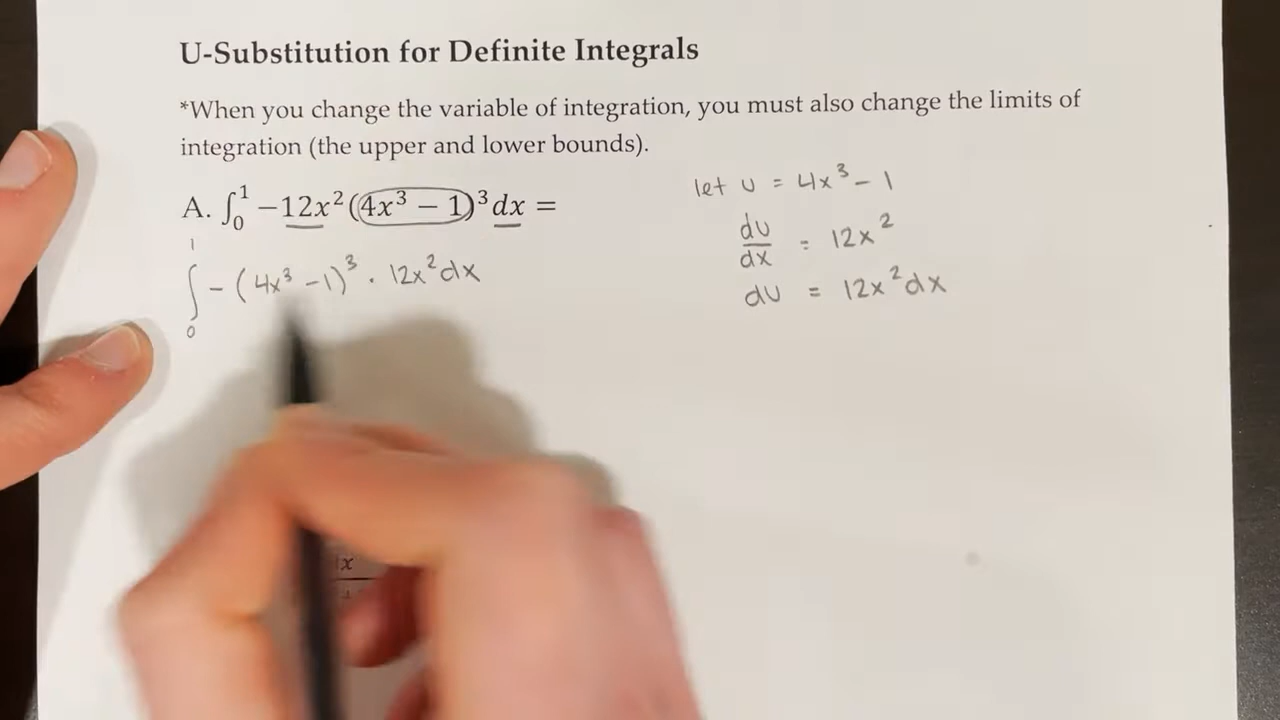 U-Substitution for Definite Integrals
*When you change the variable of integration, you must also change the limits of
integration (the upper and lower bounds).
A. ∫₀¹ −12x²(4x³ − 1)³dx =
∫₀¹ −(4x³ −1)³ · 12x²dx
let u = 4x³ − 1
du/dx = 12x²
du = 12x²dx
x